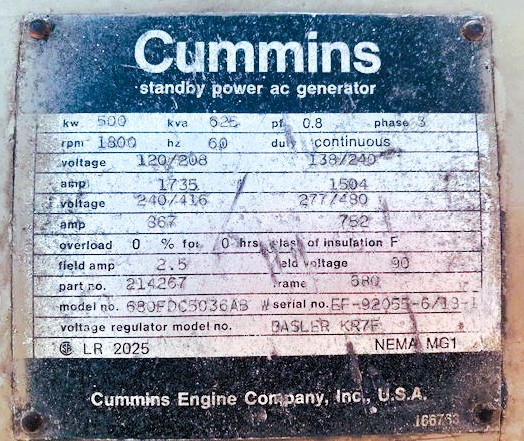 Cummins
standby power ac generator
kw 500 kva 625 pf 0.8 phase 3
rpm 1800 hz 60 duty continuous
voltage 120/208 138/240
amp 1735 1504
voltage 240/416 277/480
amp 867 752
overload 0 % for 0 hrs class of insulation F
field amp 2.5 field voltage 90
part no. 214267 frame 680
model no. 680FDC5036AB W serial no. EF-92055-6/13-1
voltage regulator model no. BASLER KR7F
LR 2025 NEMA MG1
Cummins Engine Company, Inc., U.S.A.
166763